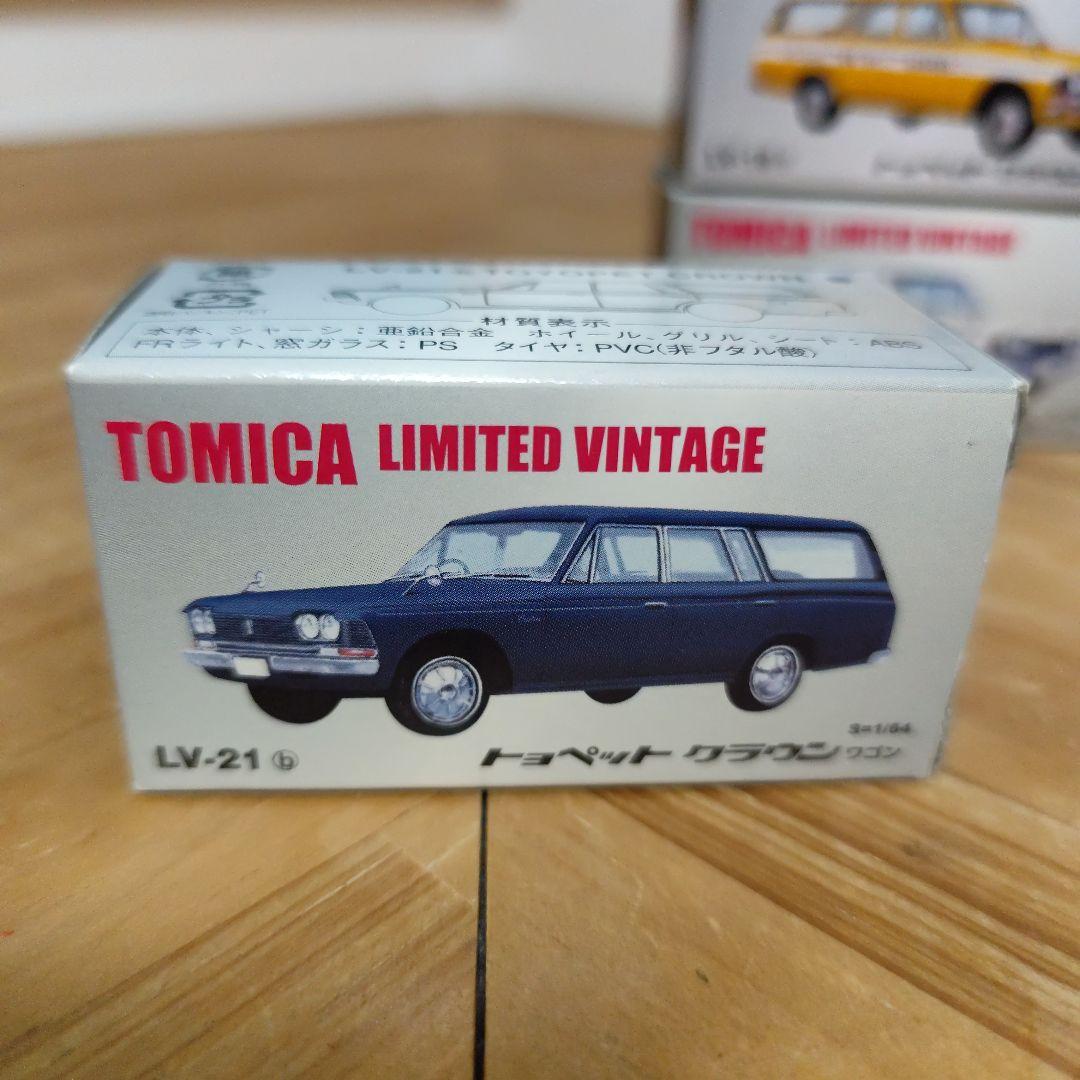 材質表示
本体、シャーシ：亜鉛合金 ホイール、グリル、シート：ABS
FRライト、窓ガラス：PS タイヤ：PVC(非フタル酸)
TOMICA LIMITED VINTAGE
S=1/64
LV-21 ⓑ トヨペット クラウン ワゴン
TOMICA LIMITED VINTAGE